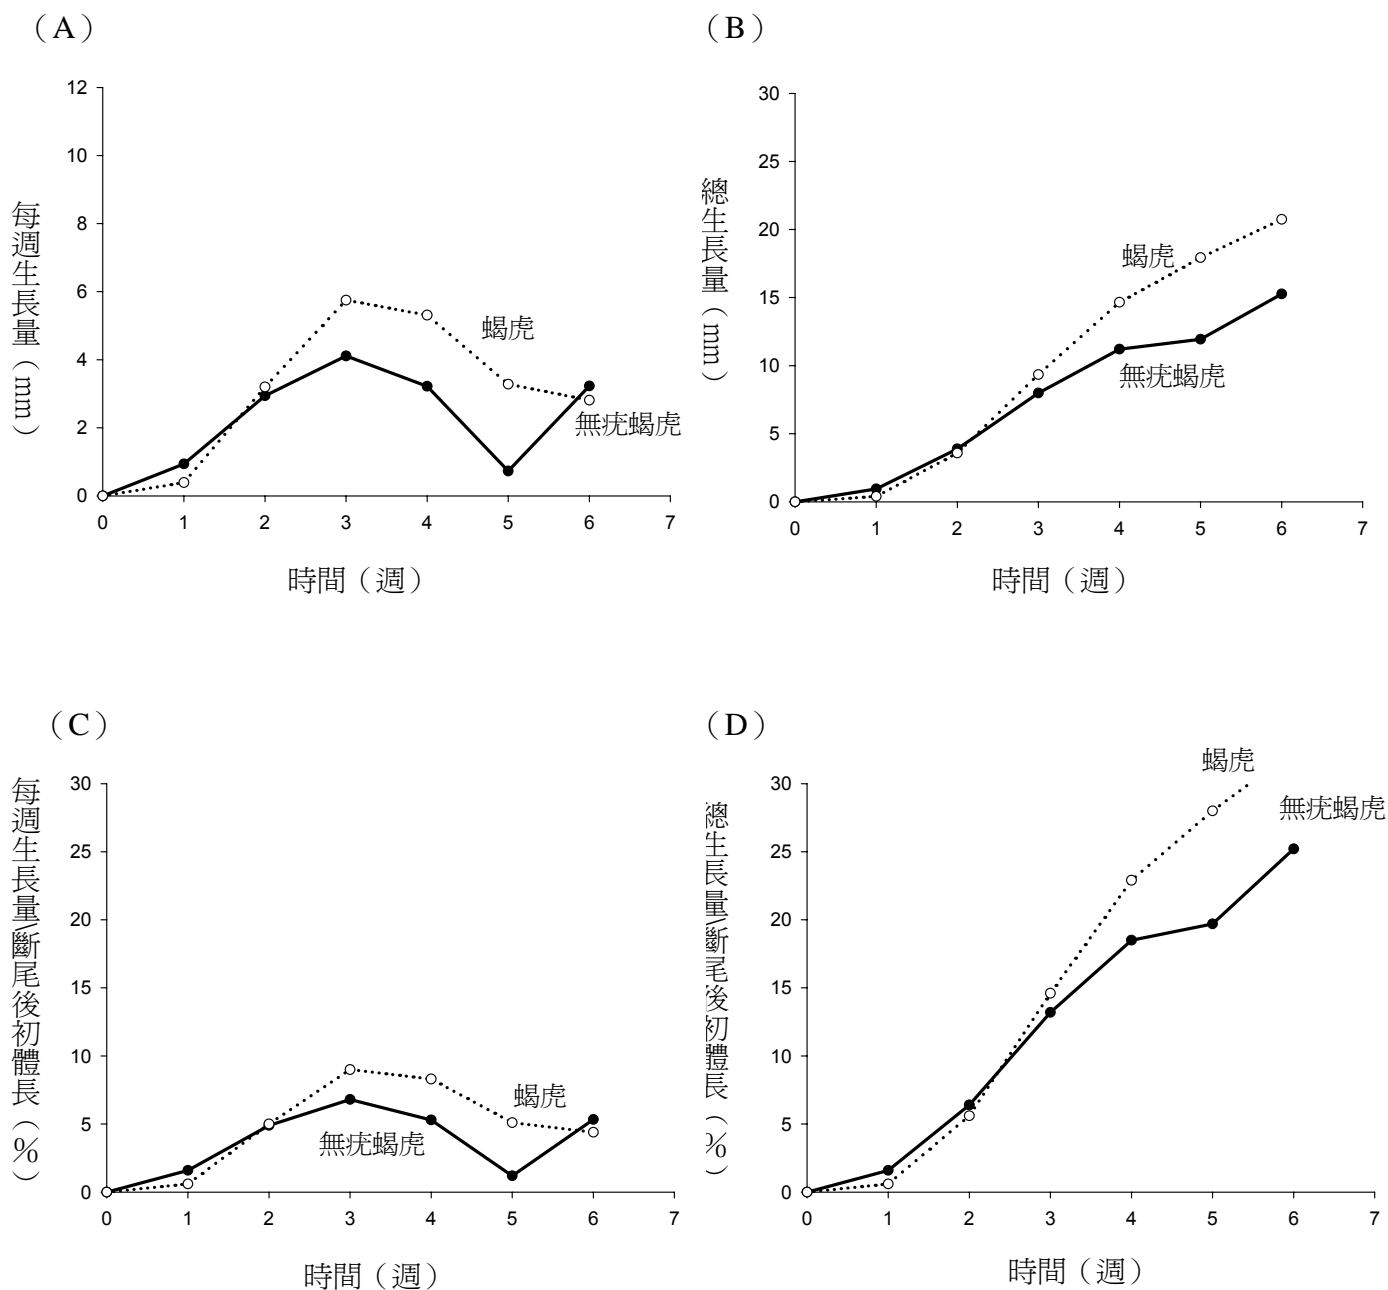 （A）
12
10
8
6
4
2
0
0 1 2 3 4 5 6 7
每週生長量（mm）
蝎虎
無疣蝎虎
時間（週）
（B）
30
25
20
15
10
5
0
0 1 2 3 4 5 6 7
總生長量（mm）
蝎虎
無疣蝎虎
時間（週）
（C）
30
25
20
15
10
5
0
0 1 2 3 4 5 6 7
每週生長量\斷尾後初體長（%）
蝎虎
無疣蝎虎
時間（週）
（D）
30
25
20
15
10
5
0
0 1 2 3 4 5 6 7
總生長量\斷尾後初體長（%）
蝎虎
無疣蝎虎
時間（週）